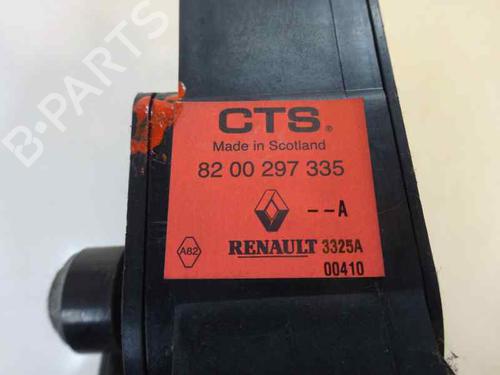 B-PARTS
CTS®
Made in Scotland
82 00 297 335
--A
A82
RENAULT 3325A
00410